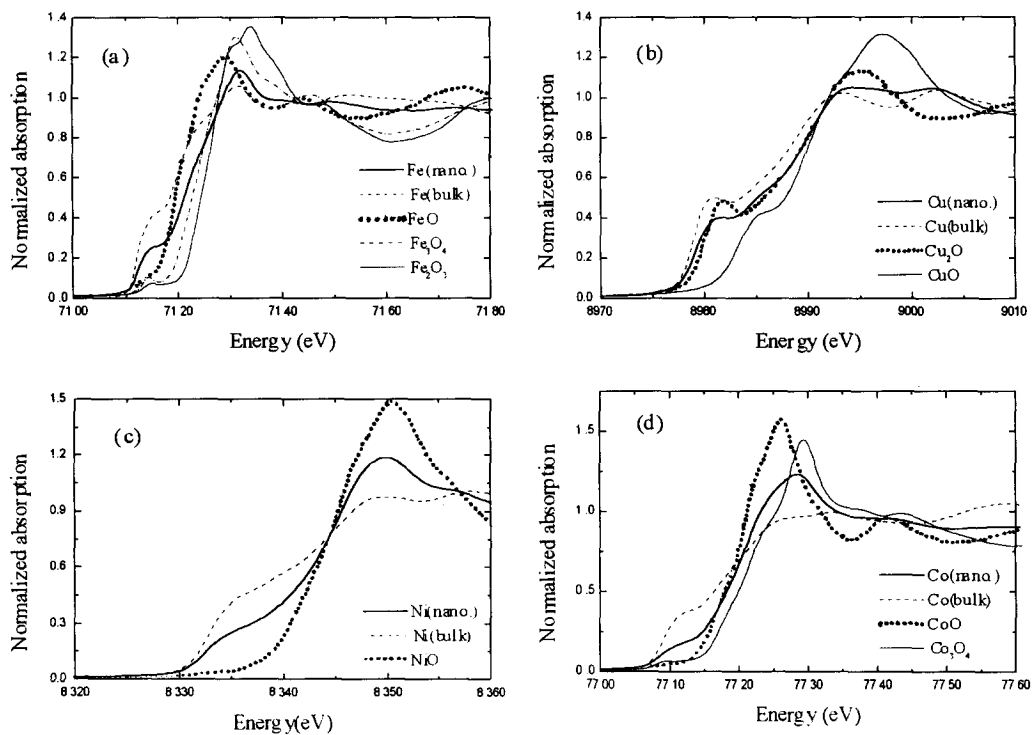 (a)
Normalized absorption
1.4
1.2
1.0
0.8
0.6
0.4
0.2
0.0
Fe(nano.)
Fe(bulk)
FeO
Fe3O4
Fe2O3
7100 7120 7140 7160 7180
Energy (eV)
(b)
Normalized absorption
1.4
1.2
1.0
0.8
0.6
0.4
0.2
0.0
Cu(nano.)
Cu(bulk)
Cu2O
CuO
8970 8980 8990 9000 9010
Energy (eV)
(c)
Normalized absorption
1.5
1.2
0.9
0.6
0.3
0.0
Ni(nano.)
Ni(bulk)
NiO
8320 8330 8340 8350 8360
Energy(eV)
(d)
Normalized absorption
1.5
1.0
0.5
0.0
Co(nano.)
Co(bulk)
CoO
Co3O4
7700 7710 7720 7730 7740 7750 7760
Energy (eV)